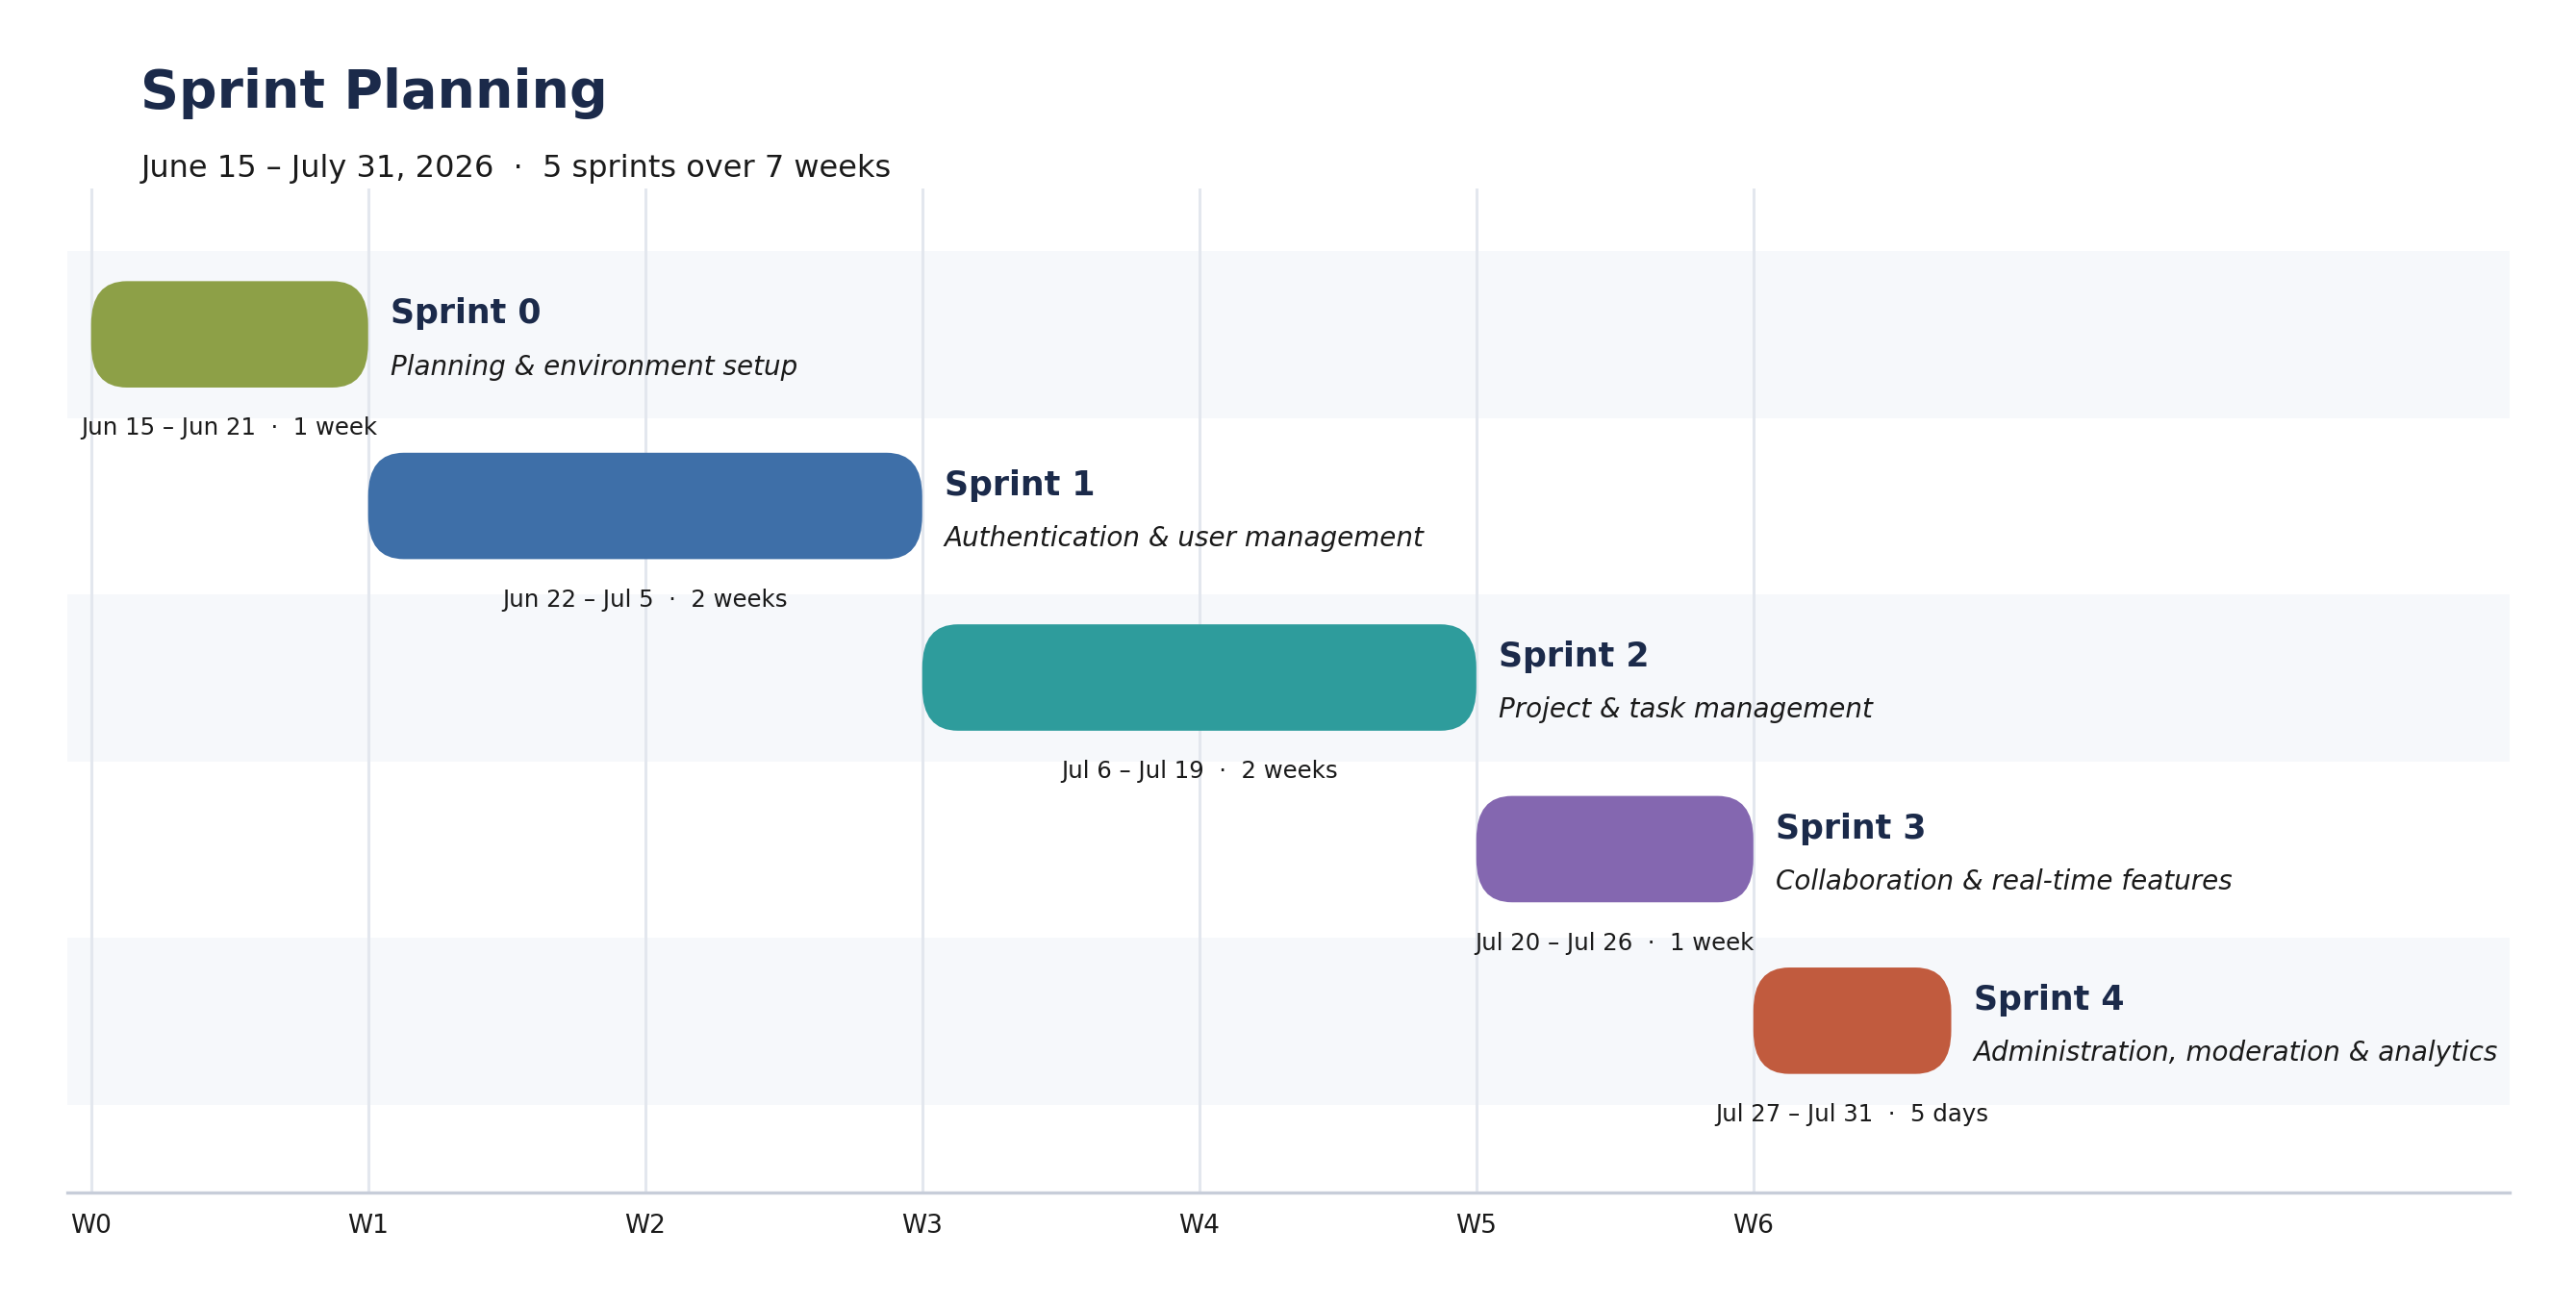 Sprint Planning
June 15 – July 31, 2026 · 5 sprints over 7 weeks
Sprint 0
Planning & environment setup
Jun 15 – Jun 21 · 1 week
Sprint 1
Authentication & user management
Jun 22 – Jul 5 · 2 weeks
Sprint 2
Project & task management
Jul 6 – Jul 19 · 2 weeks
Sprint 3
Collaboration & real-time features
Jul 20 – Jul 26 · 1 week
Sprint 4
Administration, moderation & analytics
Jul 27 – Jul 31 · 5 days
W0 W1 W2 W3 W4 W5 W6